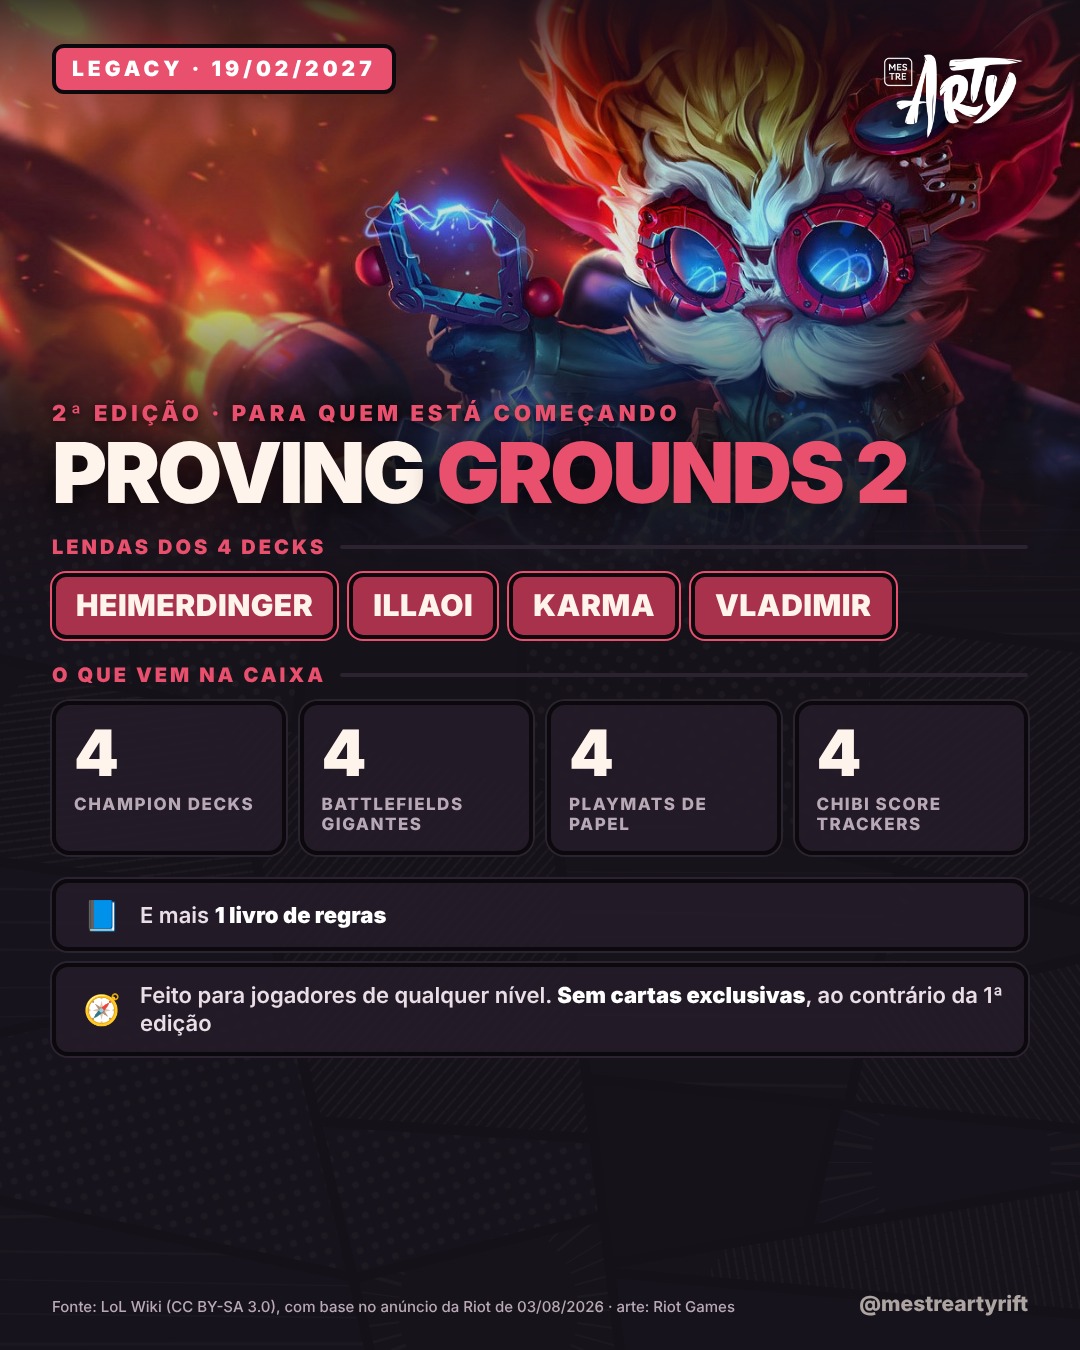 LEGACY · 19/02/2027
MES
TRE
ARTY
2ª EDIÇÃO · PARA QUEM ESTÁ COMEÇANDO
PROVING GROUNDS 2
LENDAS DOS 4 DECKS
HEIMERDINGER
ILLAOI
KARMA
VLADIMIR
O QUE VEM NA CAIXA
4
CHAMPION DECKS
4
BATTLEFIELDS
GIGANTES
4
PLAYMATS DE
PAPEL
4
CHIBI SCORE
TRACKERS
E mais 1 livro de regras
Feito para jogadores de qualquer nível. Sem cartas exclusivas, ao contrário da 1ª
edição
Fonte: LoL Wiki (CC BY-SA 3.0), com base no anúncio da Riot de 03/08/2026 · arte: Riot Games
@mestreartyrift